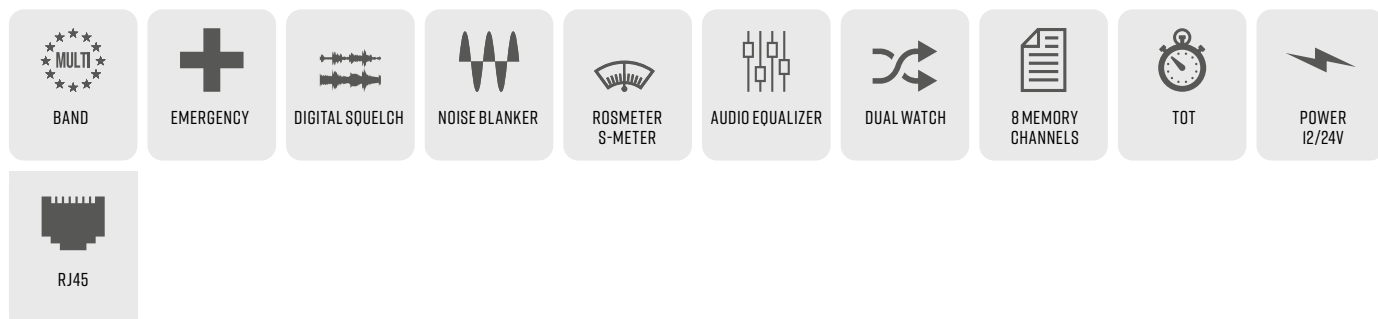 MULTI
BAND
EMERGENCY
DIGITAL SQUELCH
NOISE BLANKER
ROSMETER
S-METER
AUDIO EQUALIZER
DUAL WATCH
8 MEMORY
CHANNELS
TOT
POWER
12/24V
RJ45